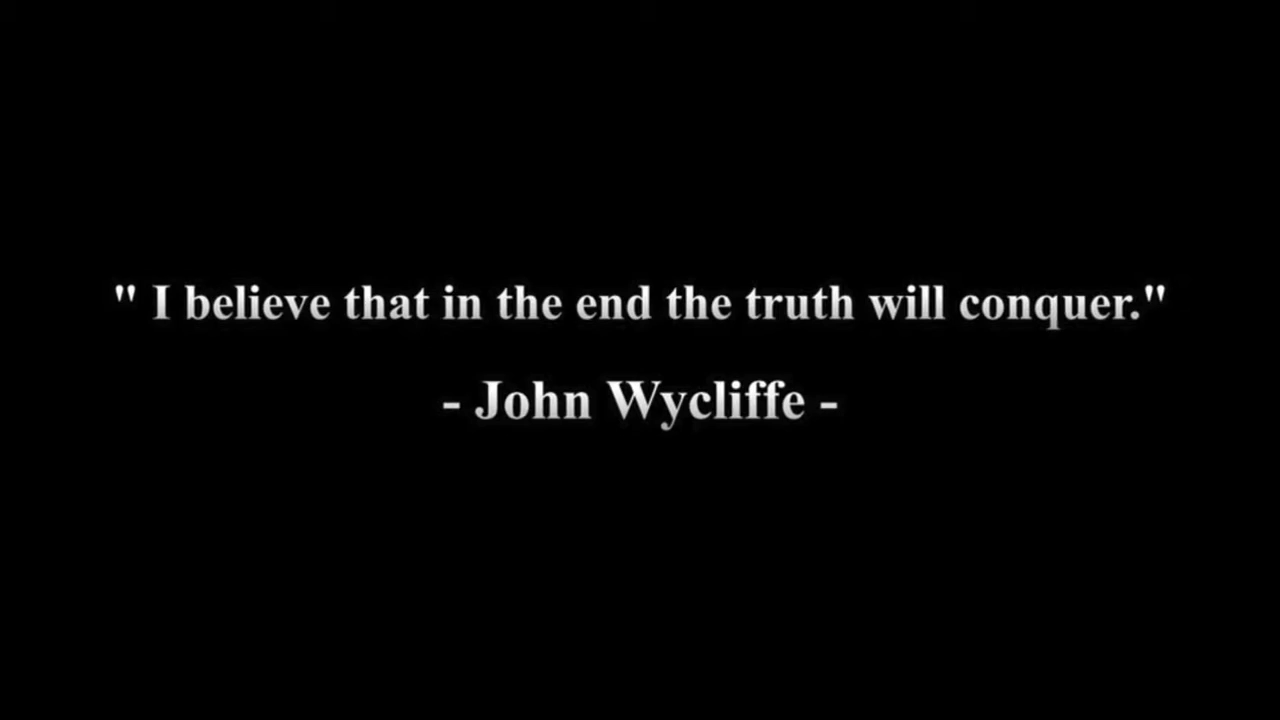 " I believe that in the end the truth will conquer."
- John Wycliffe -